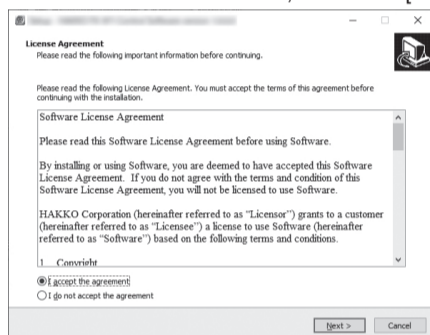 License Agreement
Please read the following important information before continuing.
Please read the following License Agreement. You must accept the terms of this agreement before
continuing with the installation.
Software License Agreement
Please read this Software License Agreement before using Software.
By installing or using Software, you are deemed to have accepted this Software
License Agreement. If you do not agree with the terms and condition of this
Software License Agreement, you will not be licensed to use Software.
HAKKO Corporation (hereinafter referred to as "Licensor") grants to a customer
(hereinafter referred to as "Licensee") a license to use Software (hereinafter
referred to as "Software") based on the following terms and conditions.
1 Copyright
I accept the agreement
I do not accept the agreement
Next >
Cancel